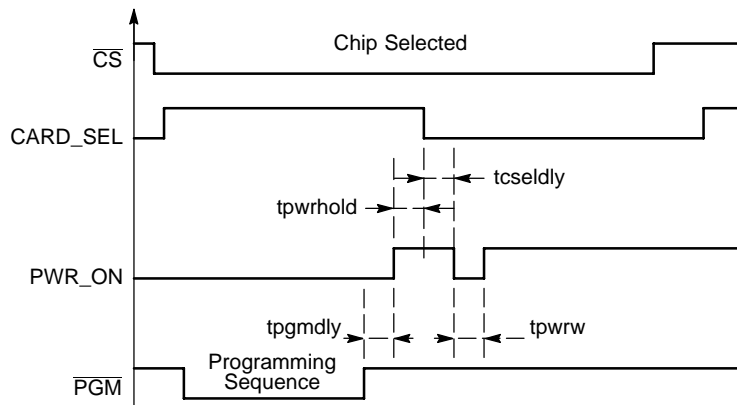 Chip Selected
CS
CARD_SEL
tcseldly
tpwrhold
PWR_ON
tpgmdly
tpwrw
Programming
Sequence
PGM